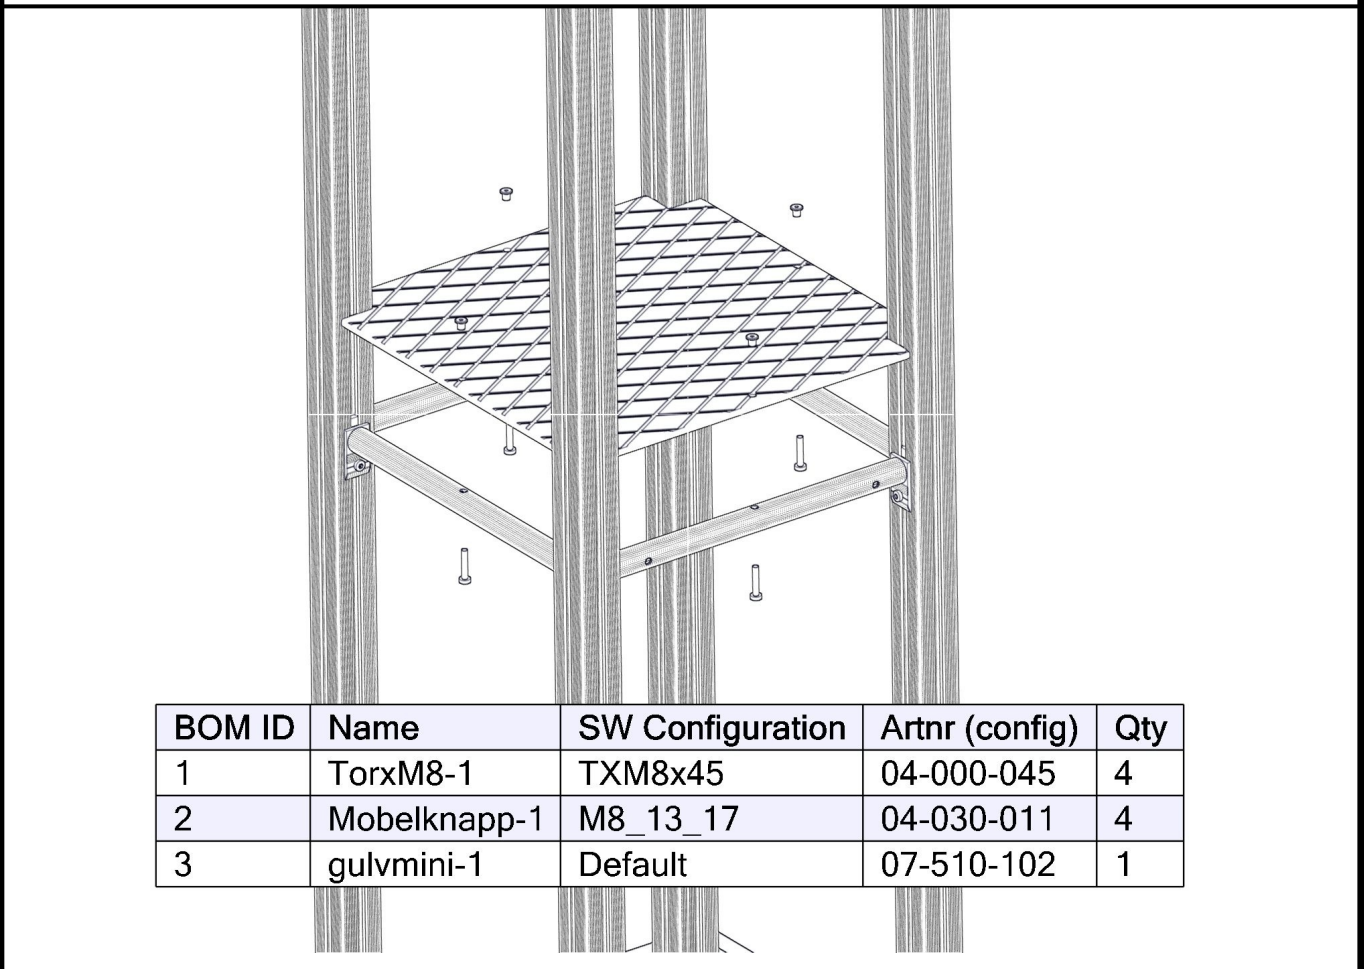 BOM ID Name SW Configuration Artnr (config) Qty
1 TorxM8-1 TXM8x45 04-000-045 4
2 Mobelknapp-1 M8_13_17 04-030-011 4
3 gulvmini-1 Default 07-510-102 1